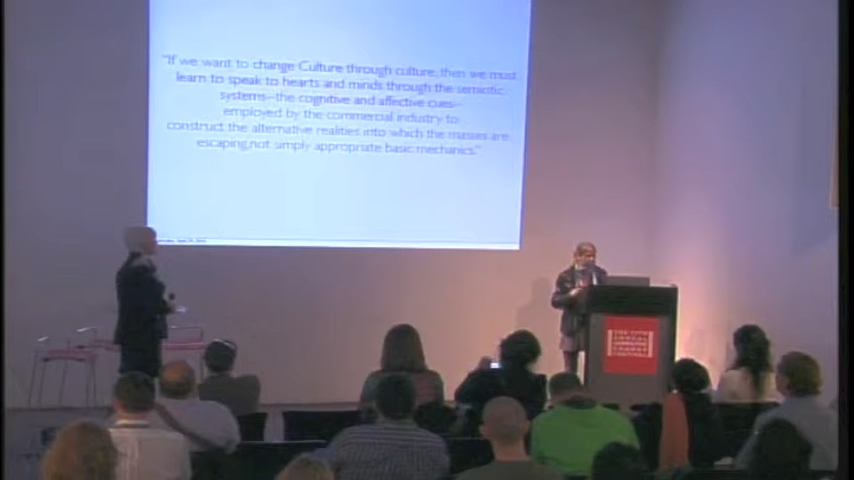 "If we want to change Culture through culture, then we must
learn to speak to hearts and minds through the semiotic
systems--the cognitive and affective cues--
employed by the commercial industry to
construct the alternative realities into which the masses are
escaping, not simply appropriate basic mechanics."
ANNUAL
FESTIVAL